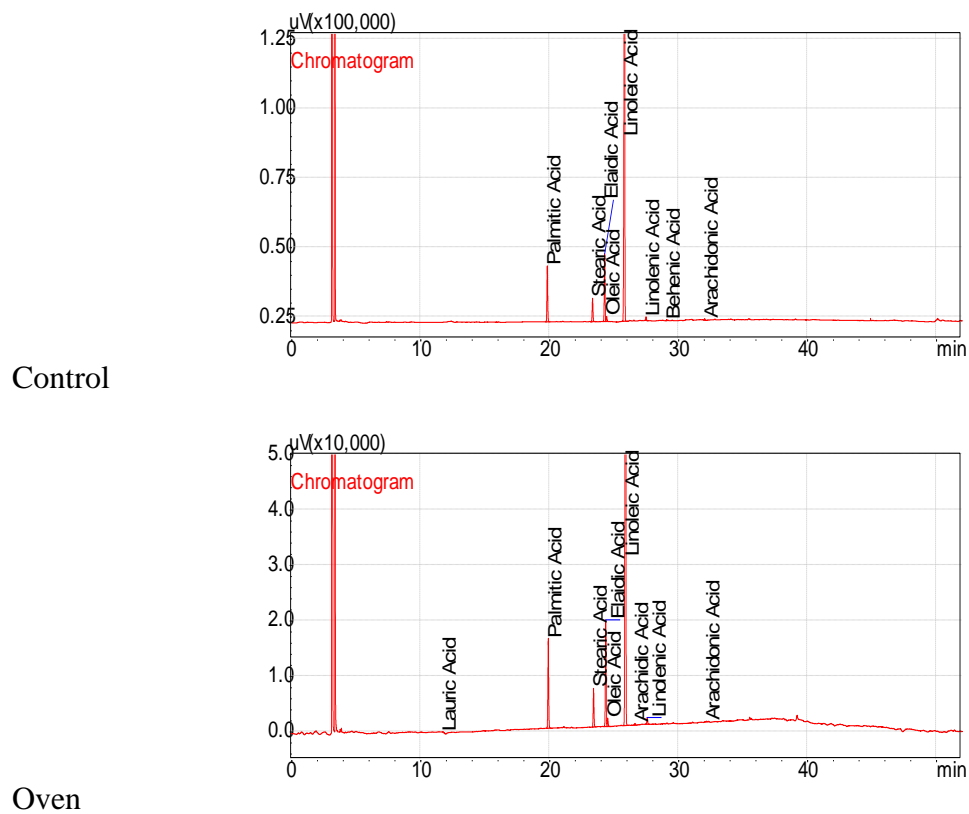 µV(x100,000)
1.25
Chromatogram
1.00
0.75
0.50
0.25
Palmitic Acid
Stearic Acid
Elaidic Acid
Oleic Acid
Linoleic Acid
Linolenic Acid
Behenic Acid
Arachidonic Acid
0 10 20 30 40 min
Control
µV(x10,000)
5.0
Chromatogram
4.0
3.0
2.0
1.0
0.0
Lauric Acid
Palmitic Acid
Stearic Acid
Elaidic Acid
Oleic Acid
Linoleic Acid
Arachidic Acid
Linolenic Acid
Arachidonic Acid
0 10 20 30 40 min
Oven